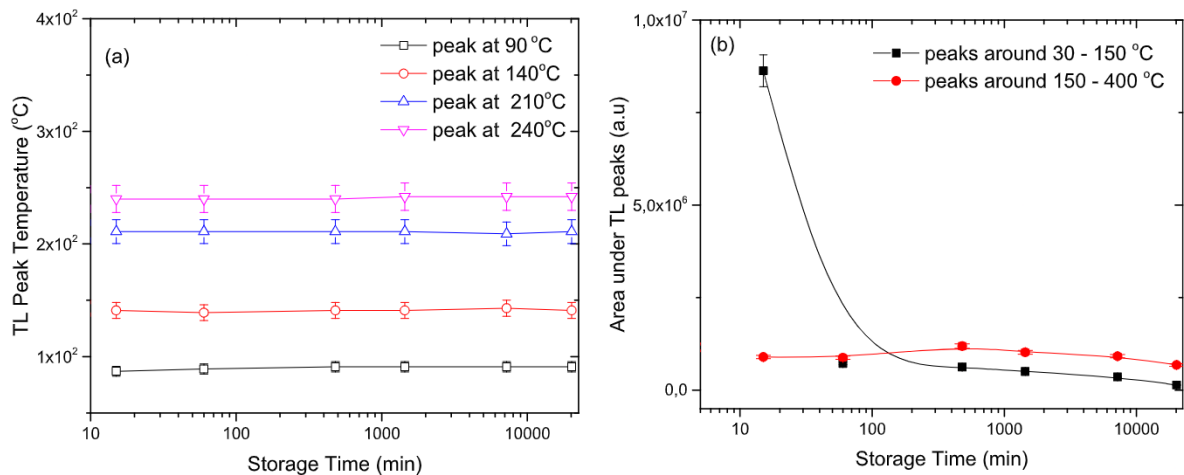 (a)
peak at 90 °C
peak at 140°C
peak at 210°C
peak at 240°C
4x10²
3x10²
2x10²
1x10²
TL Peak Temperature (°C)
10
100
1000
10000
Storage Time (min)
(b)
peaks around 30 - 150 °C
peaks around 150 - 400 °C
1,0x10⁷
5,0x10⁶
0,0
Area under TL peaks (a.u)
10
100
1000
10000
Storage Time (min)